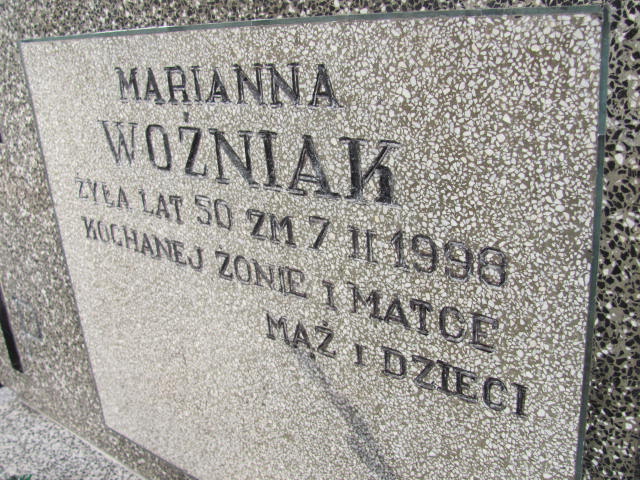 MARIANNA
WOŹNIAK
ŻYŁA LAT 50 ZM 7 II 1998
KOCHANEJ ŻONIE I MATCE
MĄŻ I DZIECI